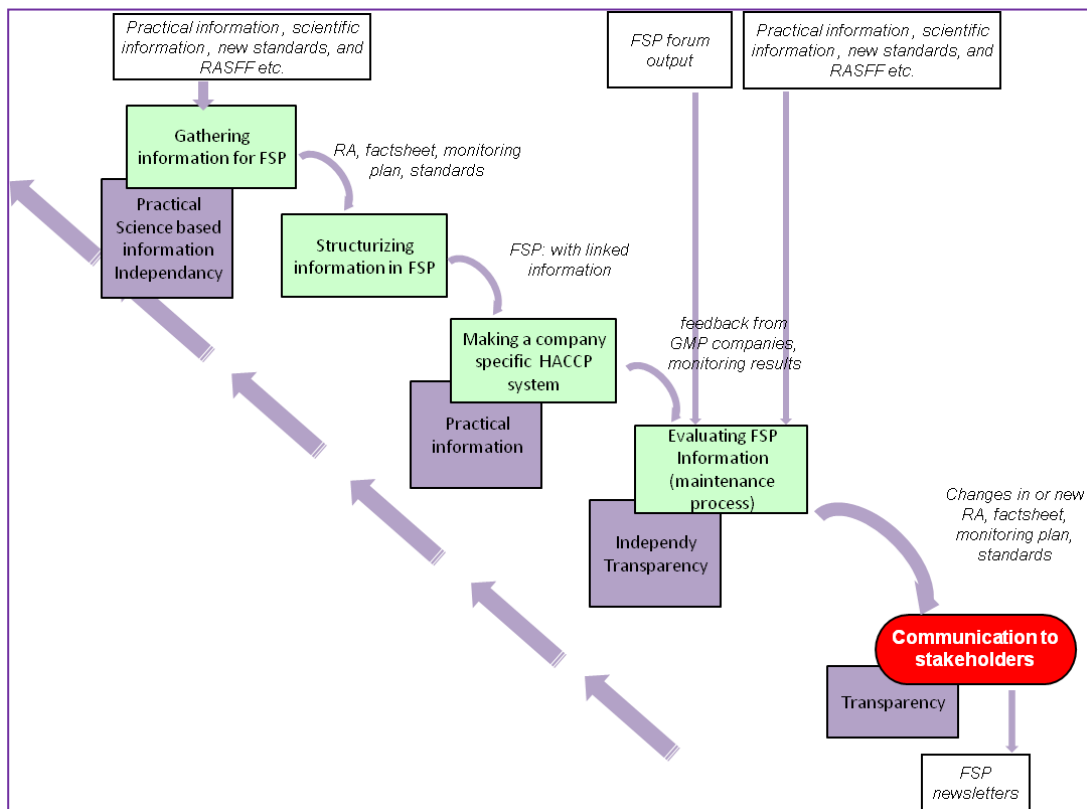 Practical information , scientific
information , new standards, and
RASFF etc.
FSP forum
output
Practical information , scientific
information , new standards, and
RASFF etc.
Gathering
information for FSP
RA, factsheet, monitoring
plan, standards
Practical
Science based
information
Independancy
Structurizing
information in FSP
FSP: with linked
information
Making a company
specific HACCP
system
feedback from
GMP companies,
monitoring results
Practical
information
Evaluating FSP
Information
(maintenance
process)
Changes in or new
RA, factsheet,
monitoring plan,
standards
Independy
Transparency
Communication to
stakeholders
Transparency
FSP
newsletters